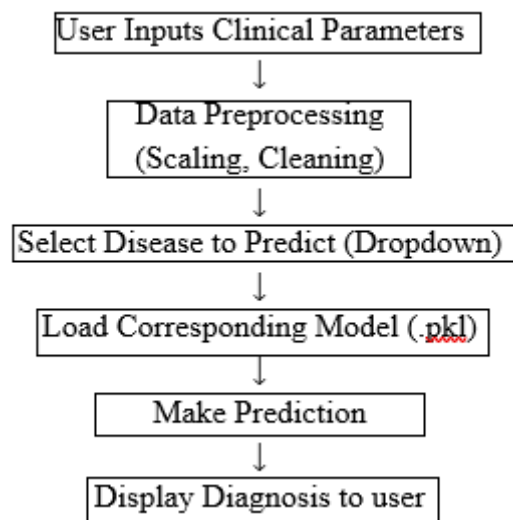 User Inputs Clinical Parameters
↓
Data Preprocessing
(Scaling, Cleaning)
↓
Select Disease to Predict (Dropdown)
↓
Load Corresponding Model (.pkl)
↓
Make Prediction
↓
Display Diagnosis to user